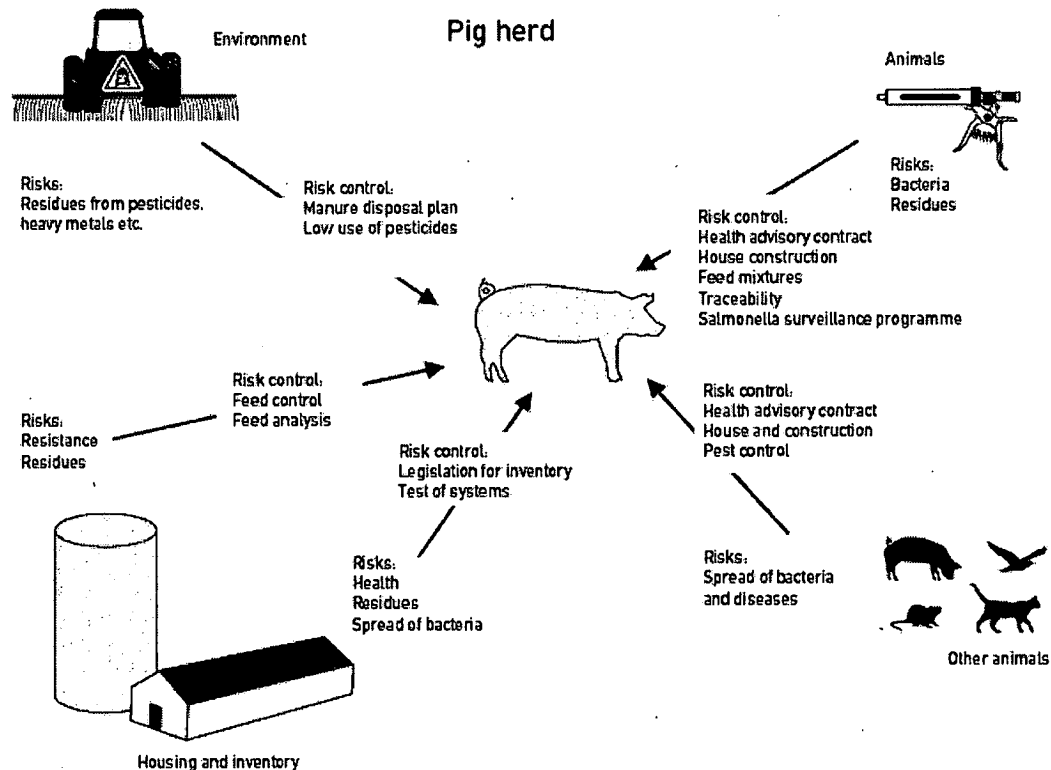 Pig herd
Environment
Risks:
Residues from pesticides,
heavy metals etc.
Risk control:
Manure disposal plan
Low use of pesticides
Animals
Risks:
Bacteria
Residues
Risk control:
Health advisory contract
House construction
Feed mixtures
Traceability
Salmonella surveillance programme
Risks:
Resistance
Residues
Risk control:
Feed control
Feed analysis
Risk control:
Legislation for inventory
Test of systems
Risks:
Health
Residues
Spread of bacteria
Housing and inventory
Risk control:
Health advisory contract
House and construction
Pest control
Risks:
Spread of bacteria
and diseases
Other animals